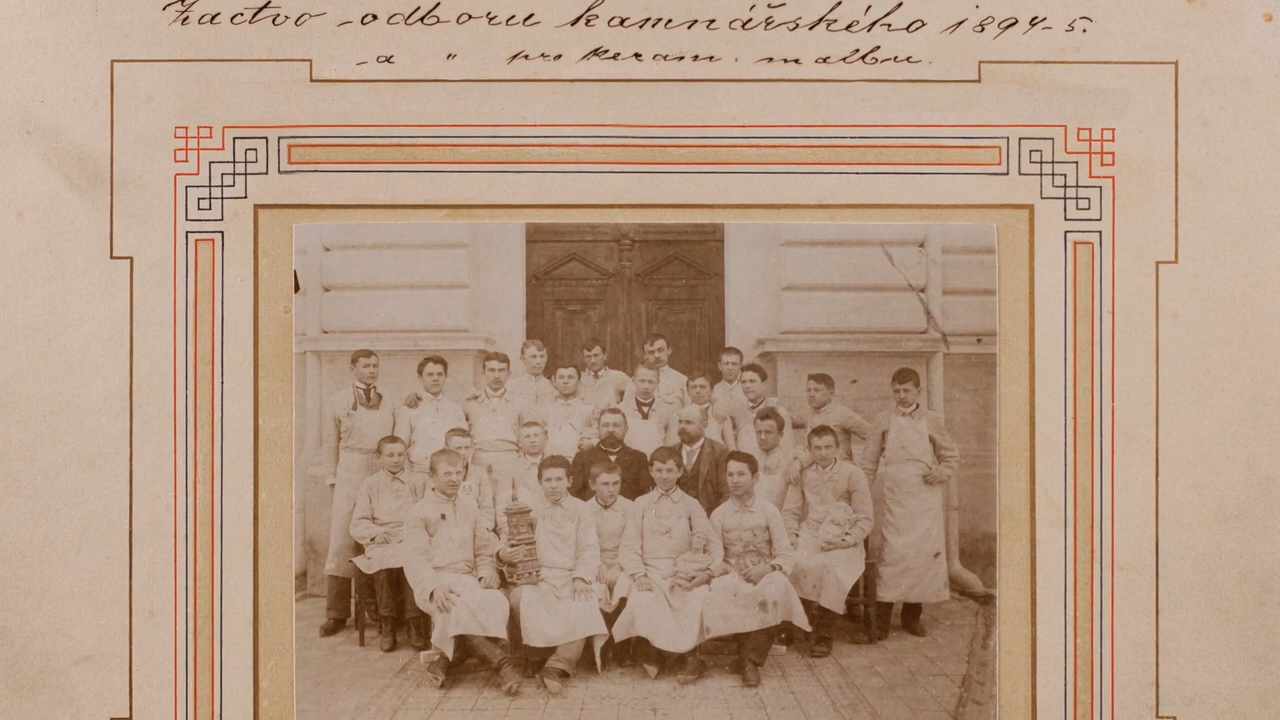 Žactvo odboru kamnářského 1894-5.
-a " pro keram. malbu.